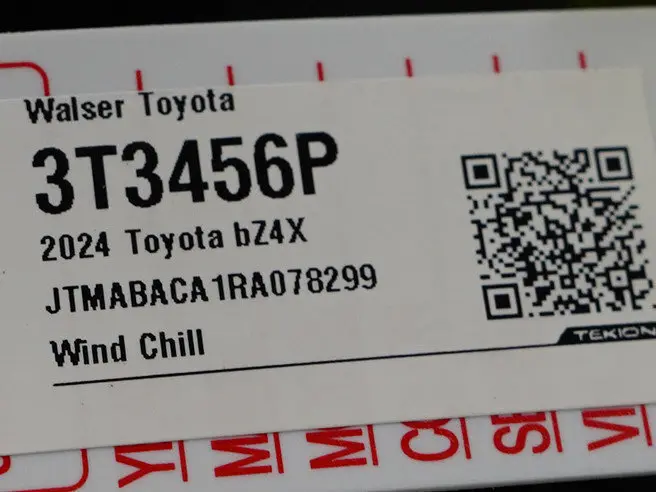 Walser Toyota
3T3456P
2024 Toyota bZ4X
JTMABACA1RA078299
Wind Chill
TEKION